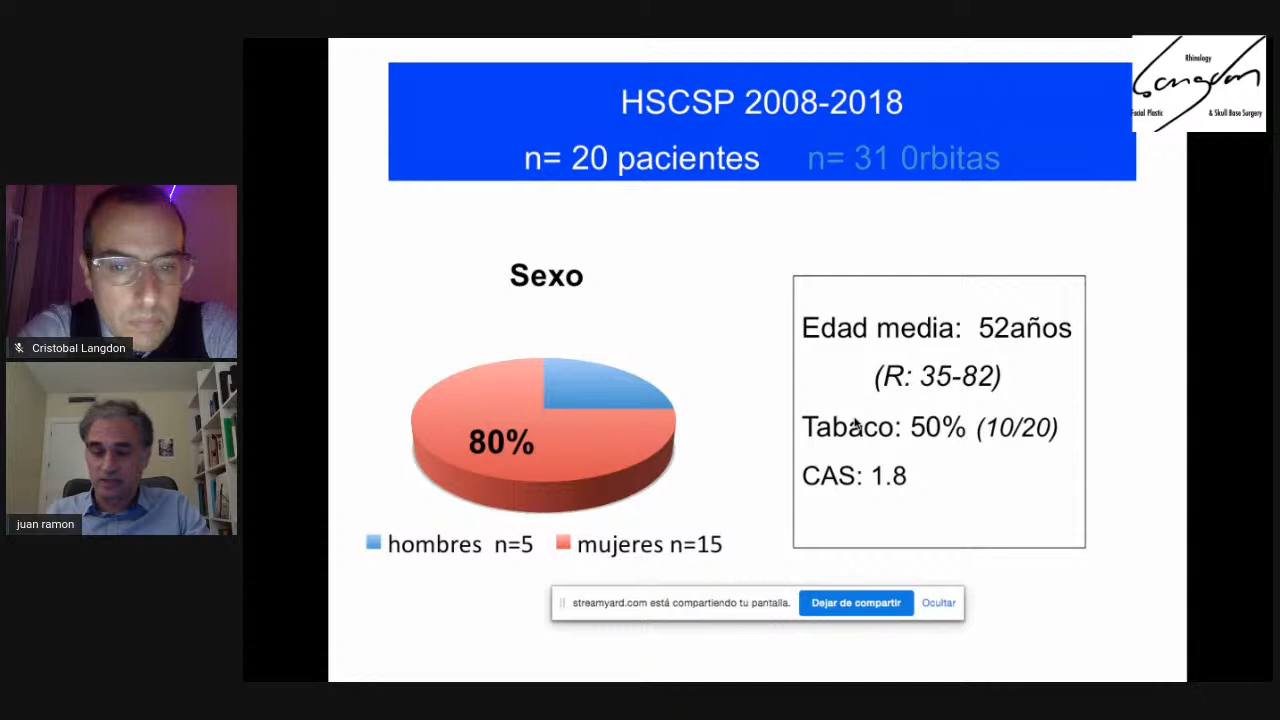 HSCSP 2008-2018
n= 20 pacientes n= 31 0rbitas
Rhinology
Langdon
Facial Plastic & Skull Base Surgery
Sexo
80%
hombres n=5 mujeres n=15
Edad media: 52años
(R: 35-82)
Tabaco: 50% (10/20)
CAS: 1.8
Cristobal Langdon
juan ramon
streamyard.com está compartiendo tu pantalla. Dejar de compartir Ocultar